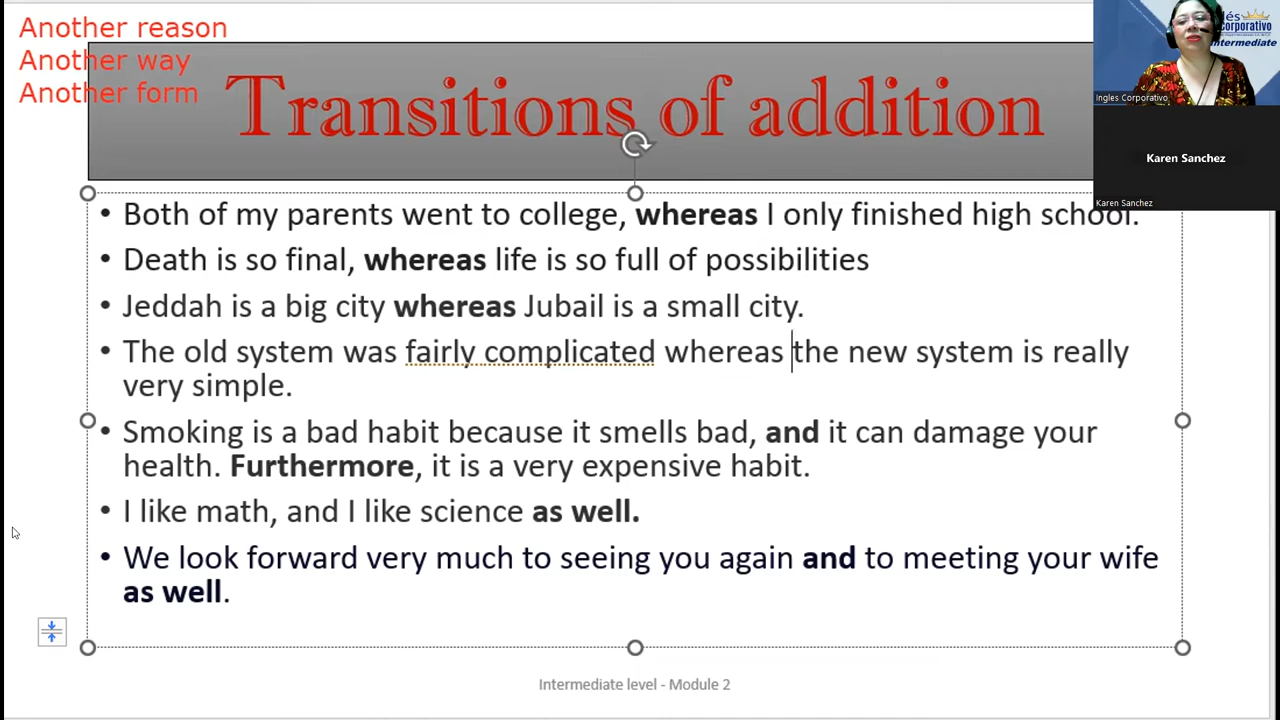 Another reason
Another way
Another form
Transitions of addition
• Both of my parents went to college, whereas I only finished high school.
• Death is so final, whereas life is so full of possibilities
• Jeddah is a big city whereas Jubail is a small city.
• The old system was fairly complicated whereas the new system is really
very simple.
• Smoking is a bad habit because it smells bad, and it can damage your
health. Furthermore, it is a very expensive habit.
• I like math, and I like science as well.
• We look forward very much to seeing you again and to meeting your wife
as well.
Intermediate level - Module 2
Corporativo
Intermediate
Ingles Corporativo
Karen Sanchez
Karen Sanchez